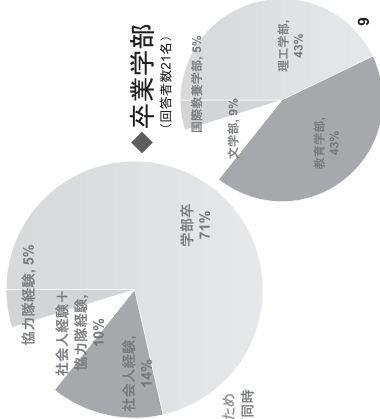 協力隊経験, 5%
社会人経験＋
協力隊経験,
10%
社会人経験,
14%
学部卒
71%
ため
同時
◆卒業学部
（回答者数21名）
国際教養学部, 5%
文学部, 9%
理工学部,
43%
教育学部,
43%
9